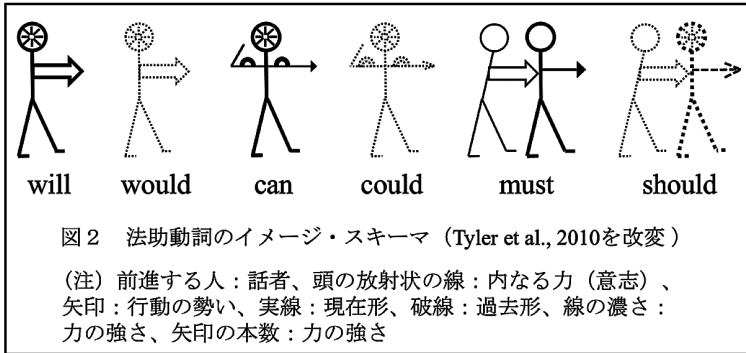 will would can could must should
図2 法助動詞のイメージ・スキーマ（Tyler et al., 2010を改変）
(注) 前進する人：話者、頭の放射状の線：内なる力（意志）、
矢印：行動の勢い、実線：現在形、破線：過去形、線の濃さ：
力の強さ、矢印の本数：力の強さ